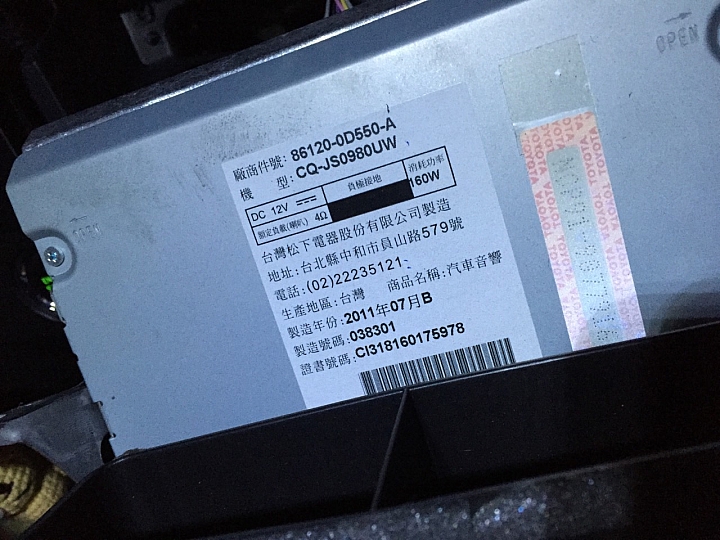 OPEN
廠商件號: 86120-0D550-A
機 型: CQ-JS0980UW
DC 12V 負極接地 消耗功率
額定負載(喇叭) 4Ω 160W
台灣松下電器股份有限公司製造
地址: 台北縣中和市員山路579號
電話: (02)22235121
生產地區: 台灣 商品名稱: 汽車音響
製造年份: 2011年07月B
製造號碼: 038301
證書號碼: CI318160175978
TOYOTA TOYOTA TOYOTA
OPEN